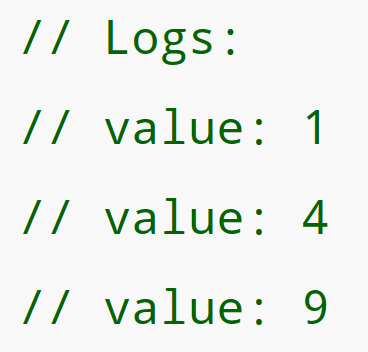 // Logs:
// value: 1
// value: 4
// value: 9